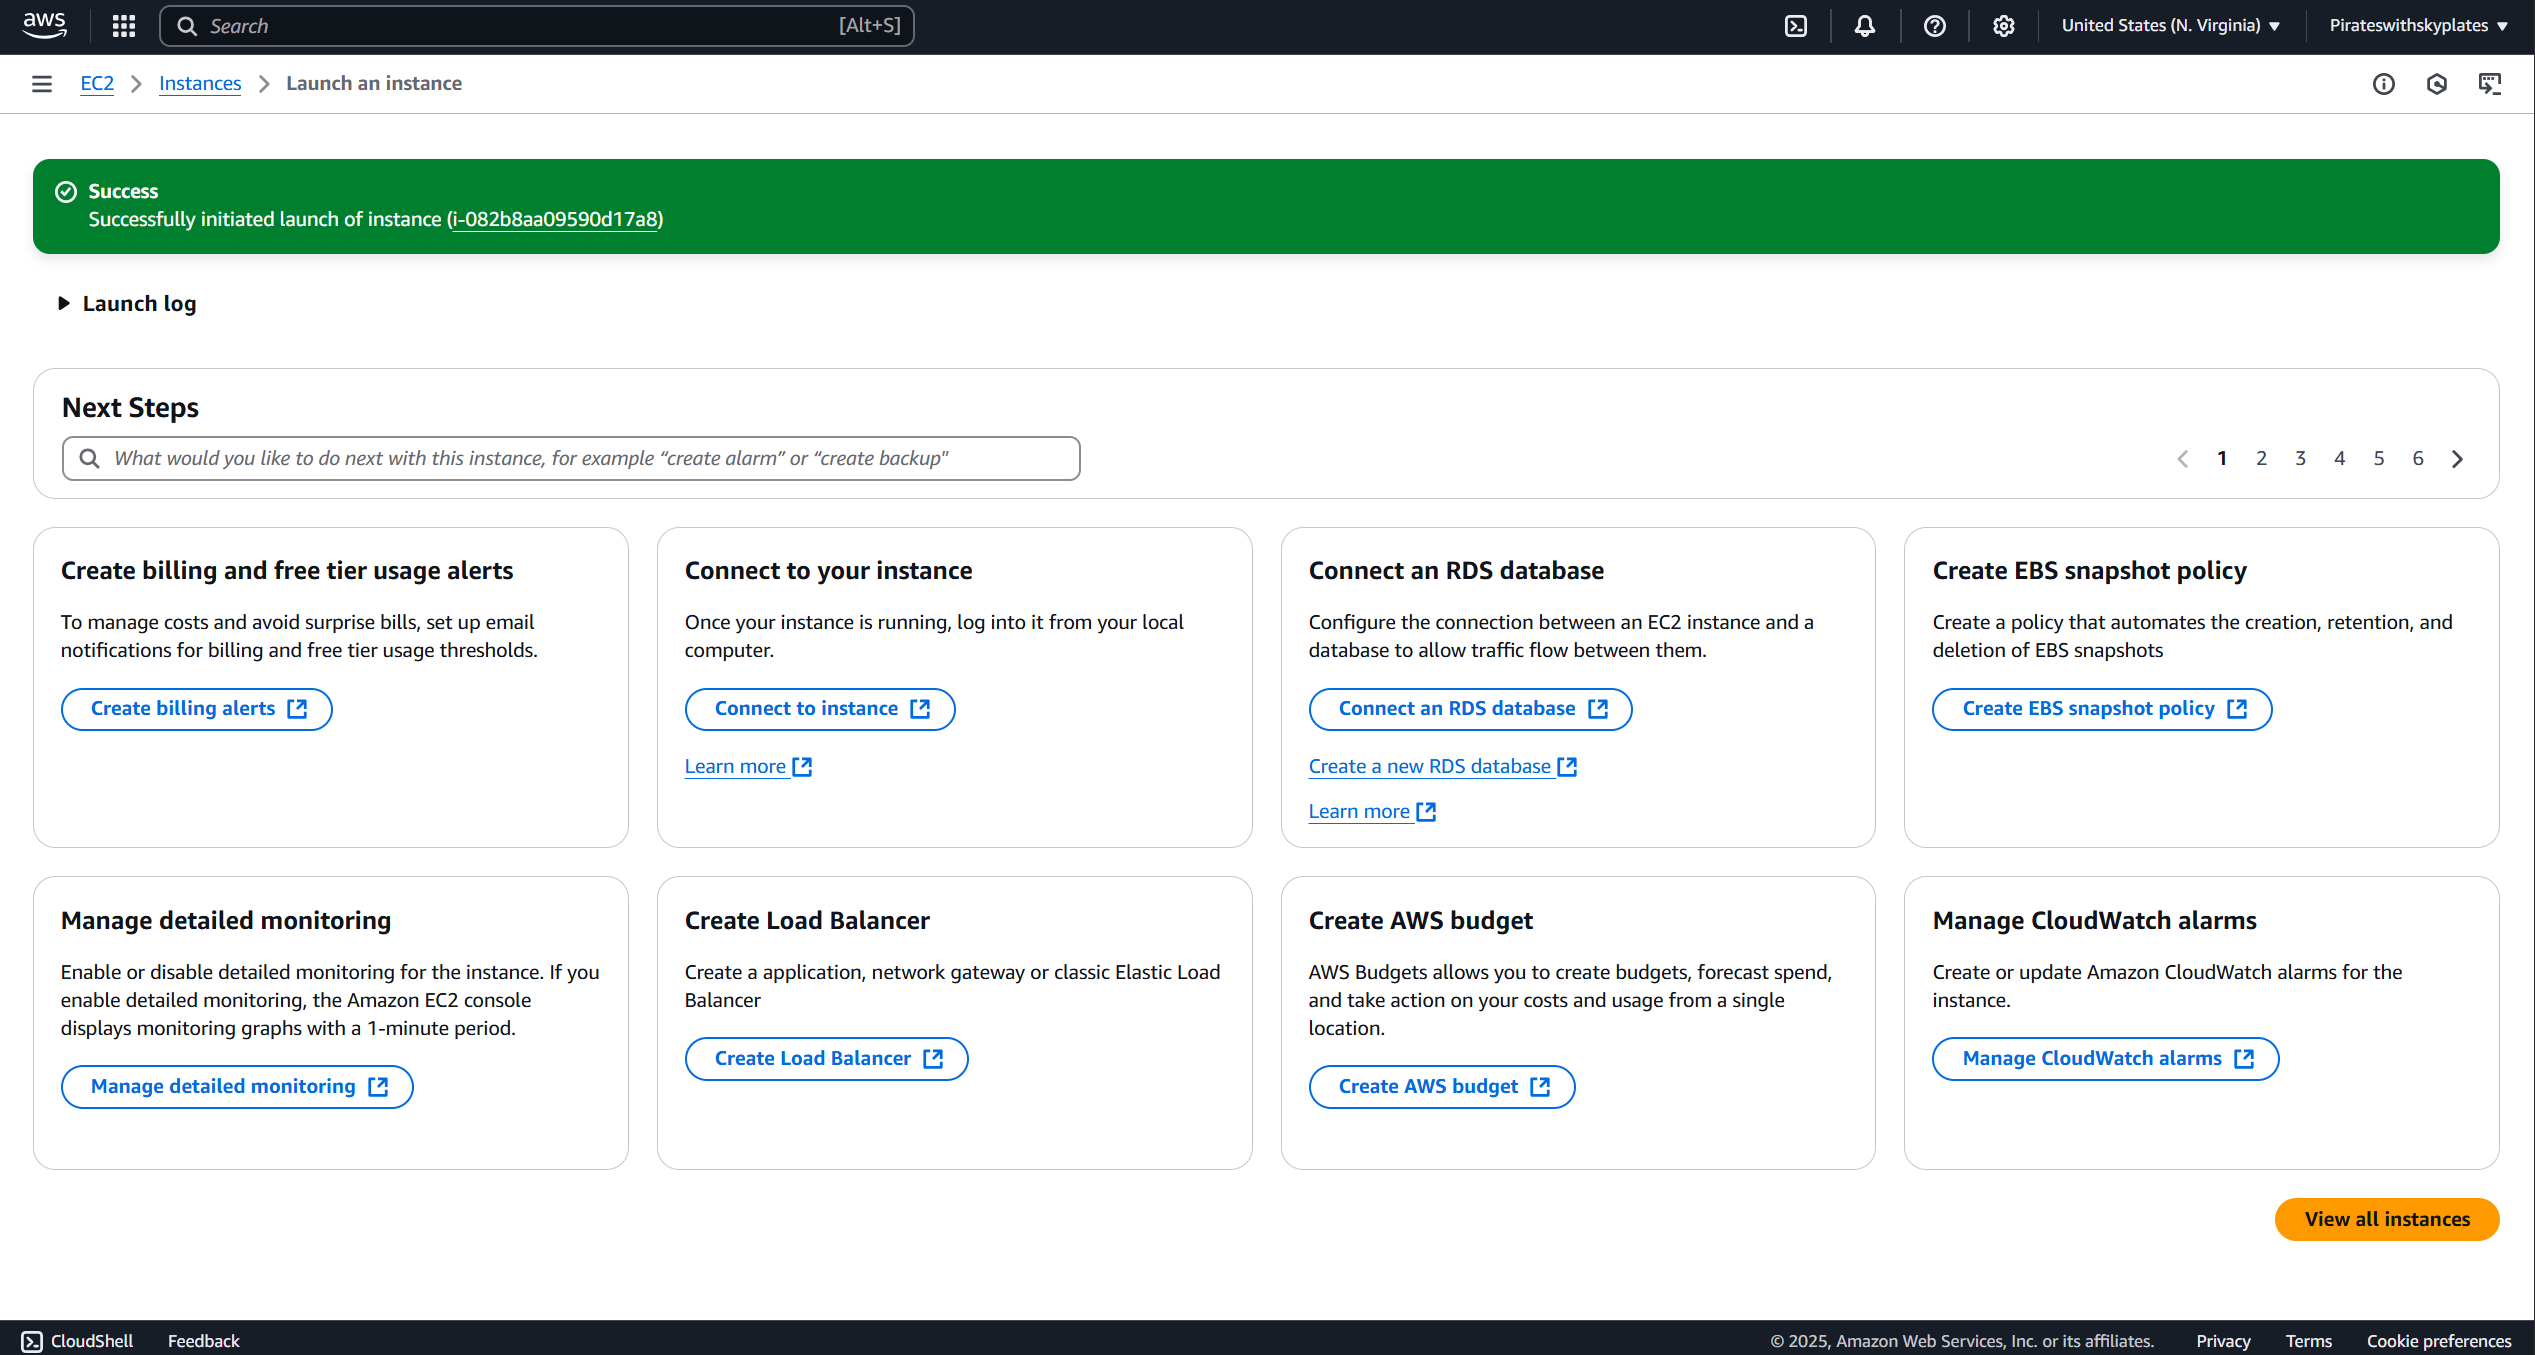 aws
Search
[Alt+S]
United States (N. Virginia)
Pirateswithskyplates
EC2
Instances
Launch an instance
Success
Successfully initiated launch of instance (i-082b8aa09590d17a8)
Launch log
Next Steps
What would you like to do next with this instance, for example “create alarm” or “create backup"
1 2 3 4 5 6
Create billing and free tier usage alerts
To manage costs and avoid surprise bills, set up email
notifications for billing and free tier usage thresholds.
Create billing alerts
Connect to your instance
Once your instance is running, log into it from your local
computer.
Connect to instance
Learn more
Connect an RDS database
Configure the connection between an EC2 instance and a
database to allow traffic flow between them.
Connect an RDS database
Create a new RDS database
Learn more
Create EBS snapshot policy
Create a policy that automates the creation, retention, and
deletion of EBS snapshots
Create EBS snapshot policy
Manage detailed monitoring
Enable or disable detailed monitoring for the instance. If you
enable detailed monitoring, the Amazon EC2 console
displays monitoring graphs with a 1-minute period.
Manage detailed monitoring
Create Load Balancer
Create a application, network gateway or classic Elastic Load
Balancer
Create Load Balancer
Create AWS budget
AWS Budgets allows you to create budgets, forecast spend,
and take action on your costs and usage from a single
location.
Create AWS budget
Manage CloudWatch alarms
Create or update Amazon CloudWatch alarms for the
instance.
Manage CloudWatch alarms
View all instances
CloudShell
Feedback
© 2025, Amazon Web Services, Inc. or its affiliates.
Privacy
Terms
Cookie preferences